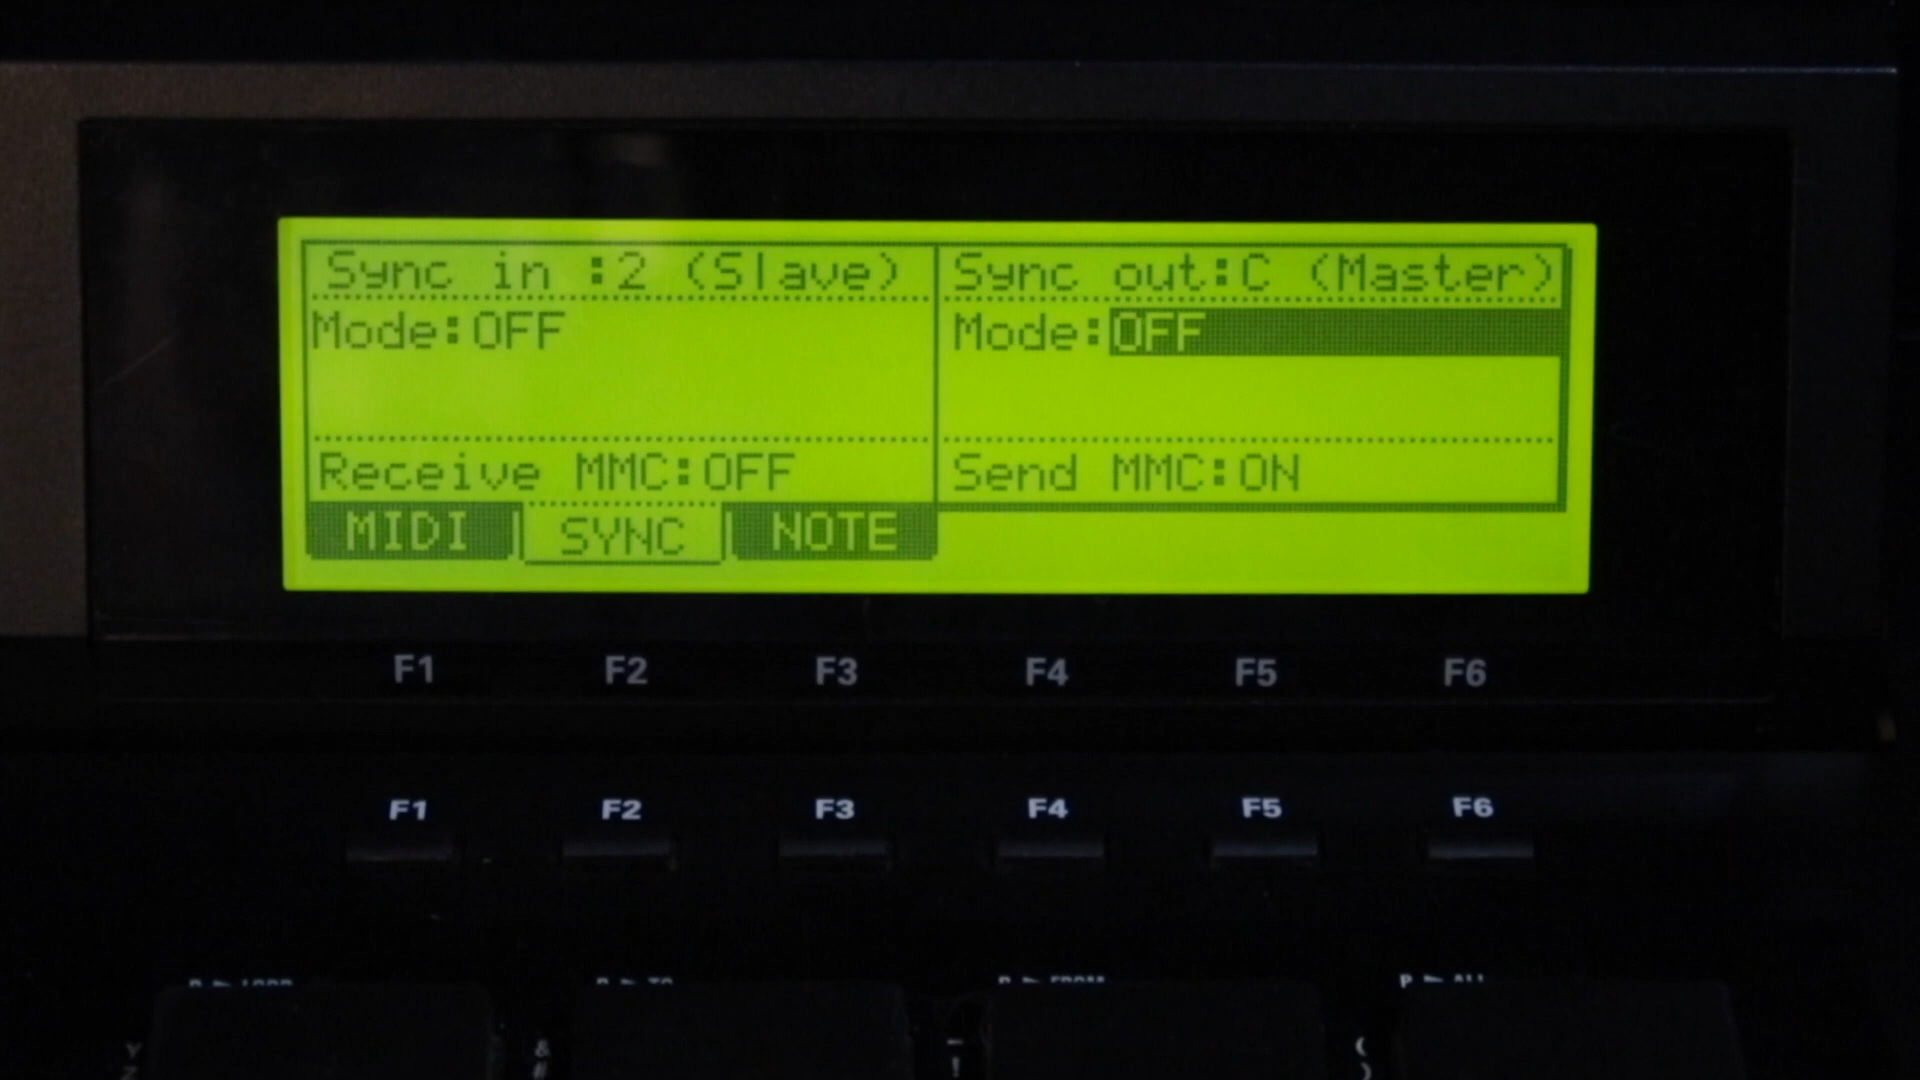 Sync in :2 (Slave) Sync out:C (Master)
Mode:OFF Mode:OFF
Receive MMC:OFF Send MMC:ON
MIDI SYNC NOTE
F1 F2 F3 F4 F5 F6
F1 F2 F3 F4 F5 F6
P ► ALL
Y & - (
Z # ! )